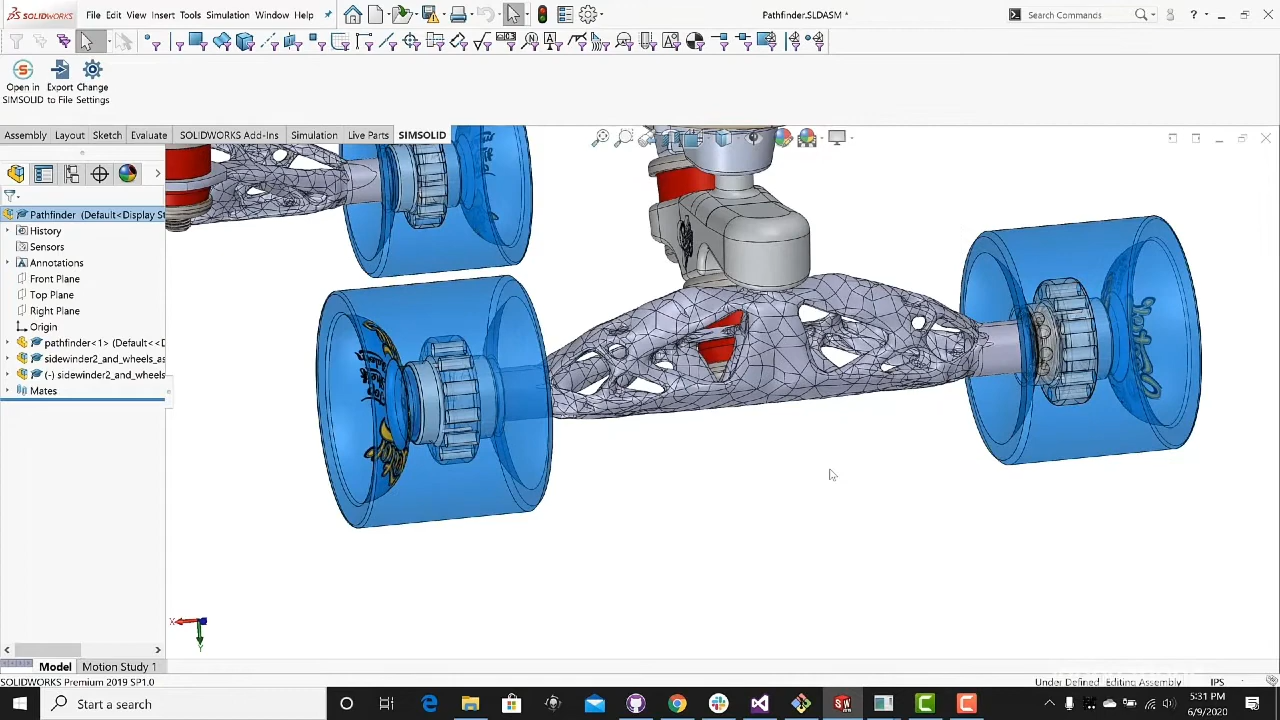 SOLIDWORKS File Edit View Insert Tools Simulation Window Help Pathfinder.SLDASM * Search Commands ?
Open in SIMSOLID
Export to File
Change Settings
Assembly Layout Sketch Evaluate SOLIDWORKS Add-Ins Simulation Live Parts SIMSOLID
Pathfinder (Default<Display St
History
Sensors
Annotations
Front Plane
Top Plane
Right Plane
Origin
pathfinder<1> (Default<<D
sidewinder2_and_wheels_as
(-) sidewinder2_and_wheels
Mates
X
Y
Model Motion Study 1
SOLIDWORKS Premium 2019 SP1.0 Under Defined Editing Assembly IPS
Start a search
5:31 PM
6/9/2020